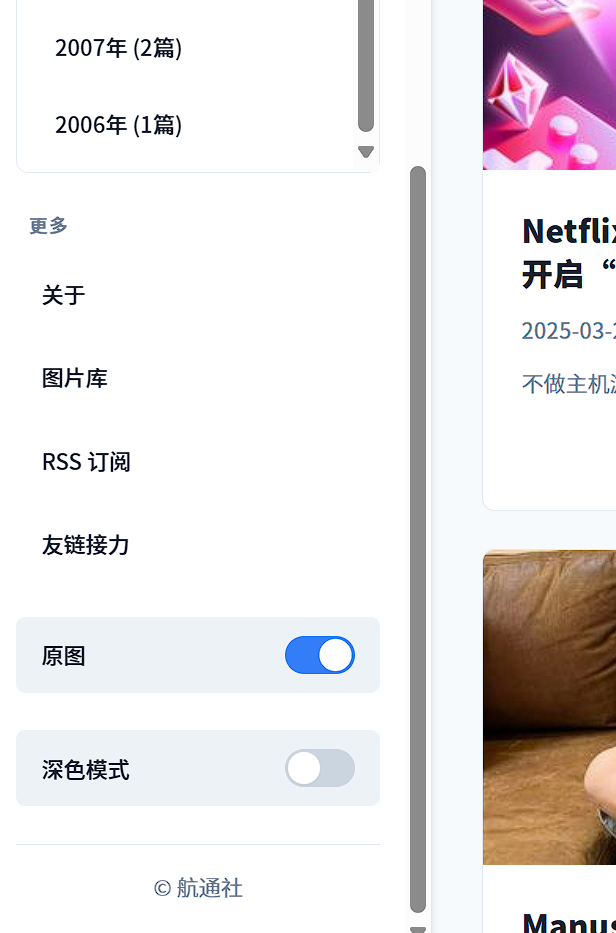 2007年 (2篇)
2006年 (1篇)
更多
关于
图片库
RSS 订阅
友链接力
原图
深色模式
© 航通社
Netflix
开启“
2025-03-2
不做主机游
Manus